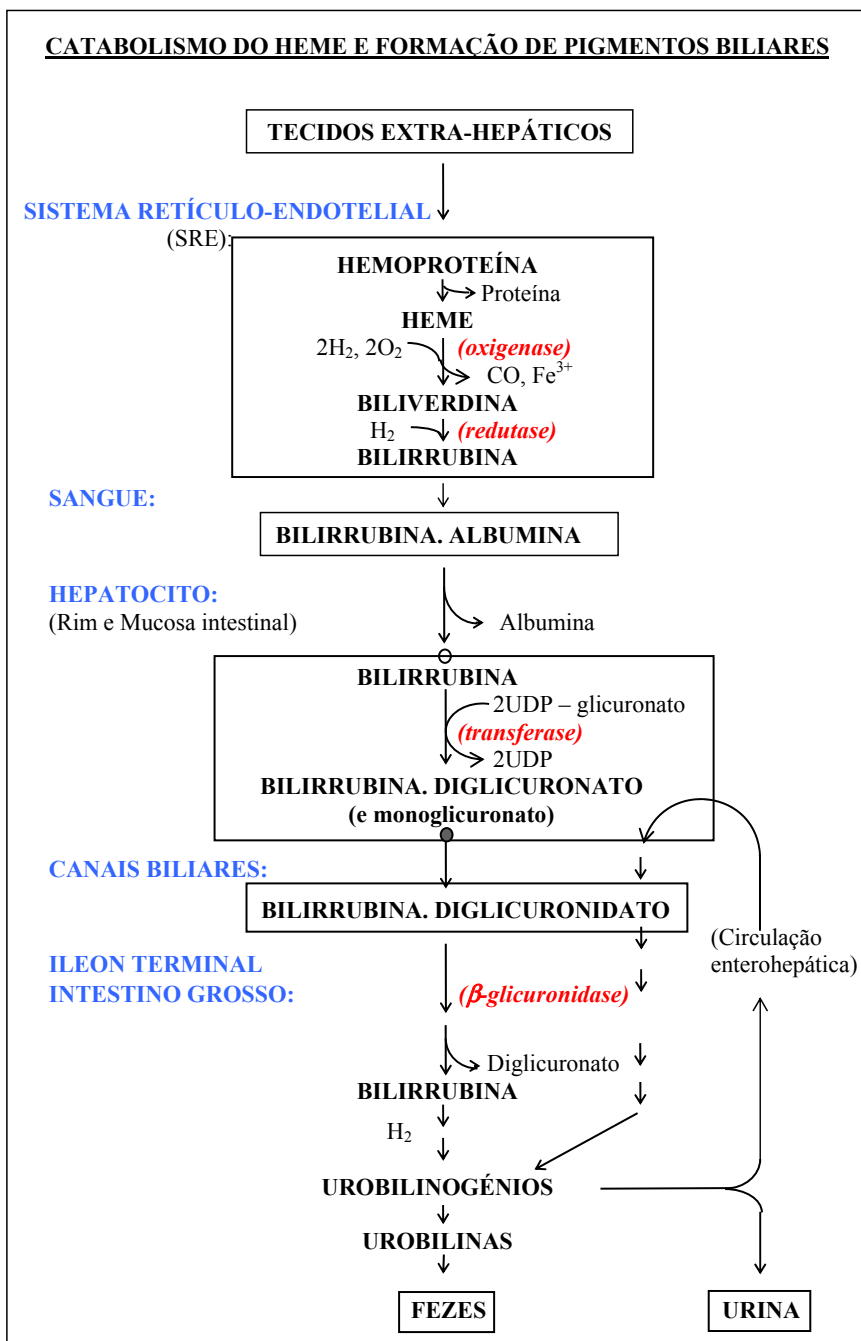 CATABOLISMO DO HEME E FORMAÇÃO DE PIGMENTOS BILIARES
TECIDOS EXTRA-HEPÁTICOS
SISTEMA RETÍCULO-ENDOTELIAL
(SRE):
HEMOPROTEÍNA
Proteína
HEME
2H₂, 2O₂ (oxigenase)
CO, Fe³⁺
BILIVERDINA
H₂ (redutase)
BILIRRUBINA
SANGUE:
BILIRRUBINA. ALBUMINA
HEPATOCITO:
(Rim e Mucosa intestinal) Albumina
BILIRRUBINA
2UDP – glicuronato
(transferase)
2UDP
BILIRRUBINA. DIGLICURONATO
(e monoglicuronato)
CANAIS BILIARES:
BILIRRUBINA. DIGLICURONIDATO
(Circulação
enterohepática)
ILEON TERMINAL
INTESTINO GROSSO: (β-glicuronidase)
Diglicuronato
BILIRRUBINA
H₂
UROBILINOGÉNIOS
UROBILINAS
FEZES URINA